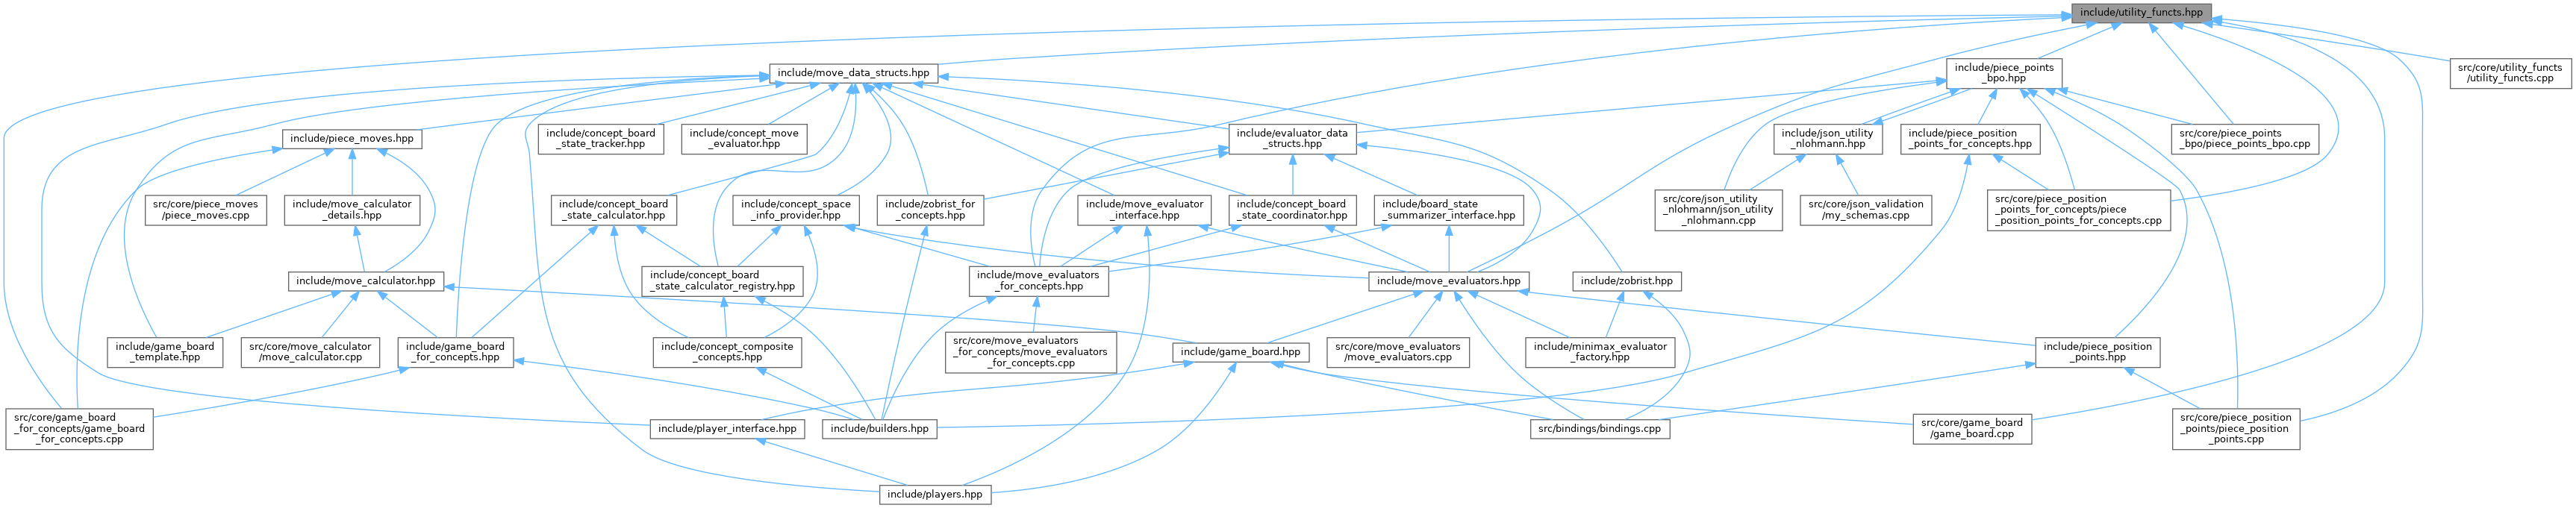 include/utility_functs.hpp
include/move_data_structs.hpp
include/piece_points
_bpo.hpp
src/core/utility_functs
/utility_functs.cpp
include/piece_moves.hpp
include/concept_board
_state_tracker.hpp
include/concept_move
_evaluator.hpp
include/evaluator_data
_structs.hpp
include/json_utility
_nlohmann.hpp
include/piece_position
_points_for_concepts.hpp
src/core/piece_points
_bpo/piece_points_bpo.cpp
src/core/piece_moves
/piece_moves.cpp
include/move_calculator
_details.hpp
include/concept_board
_state_calculator.hpp
include/concept_space
_info_provider.hpp
include/zobrist_for
_concepts.hpp
include/move_evaluator
_interface.hpp
include/concept_board
_state_coordinator.hpp
include/board_state
_summarizer_interface.hpp
src/core/json_utility
_nlohmann/json_utility
_nlohmann.cpp
src/core/json_validation
/my_schemas.cpp
src/core/piece_position
_points_for_concepts/piece
_position_points_for_concepts.cpp
include/move_calculator.hpp
include/concept_board
_state_calculator_registry.hpp
include/move_evaluators
_for_concepts.hpp
include/move_evaluators.hpp
include/zobrist.hpp
include/game_board
_template.hpp
src/core/move_calculator
/move_calculator.cpp
include/game_board
_for_concepts.hpp
include/concept_composite
_concepts.hpp
src/core/move_evaluators
_for_concepts/move_evaluators
_for_concepts.cpp
include/game_board.hpp
src/core/move_evaluators
/move_evaluators.cpp
include/minimax_evaluator
_factory.hpp
include/piece_position
_points.hpp
src/core/game_board
_for_concepts/game_board
_for_concepts.cpp
include/player_interface.hpp
include/builders.hpp
src/bindings/bindings.cpp
src/core/game_board
/game_board.cpp
src/core/piece_position
_points/piece_position
_points.cpp
include/players.hpp